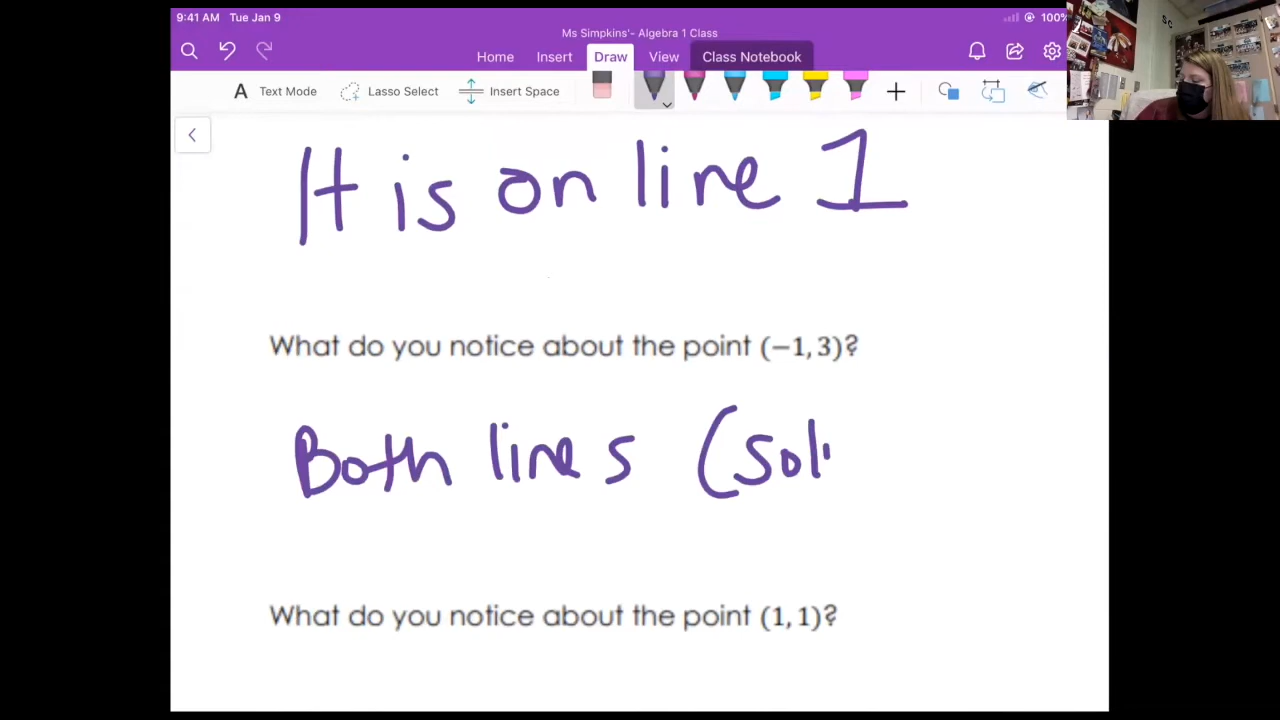 9:41 AM Tue Jan 9
100%
Ms Simpkins'- Algebra 1 Class
Home Insert Draw View Class Notebook
A Text Mode Lasso Select Insert Space
It is on line 1
What do you notice about the point (−1, 3)?
Both lines (soli
What do you notice about the point (1, 1)?